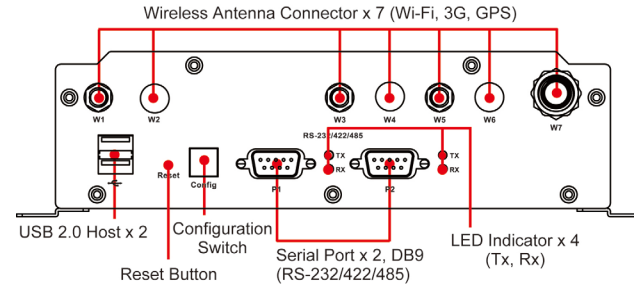 Wireless Antenna Connector x 7 (Wi-Fi, 3G, GPS)
W1
W2
W3
W4
W5
W6
W7
RS-232/422/485
TX
RX
TX
RX
Reset
Config
P1
P2
USB 2.0 Host x 2
Reset Button
Configuration
Switch
Serial Port x 2, DB9
(RS-232/422/485)
LED Indicator x 4
(Tx, Rx)